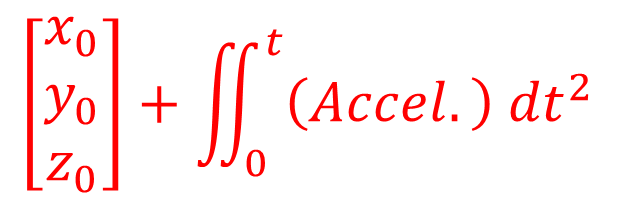 [x₀ y₀ z₀] + ∬₀ᵗ (Accel.) dt²